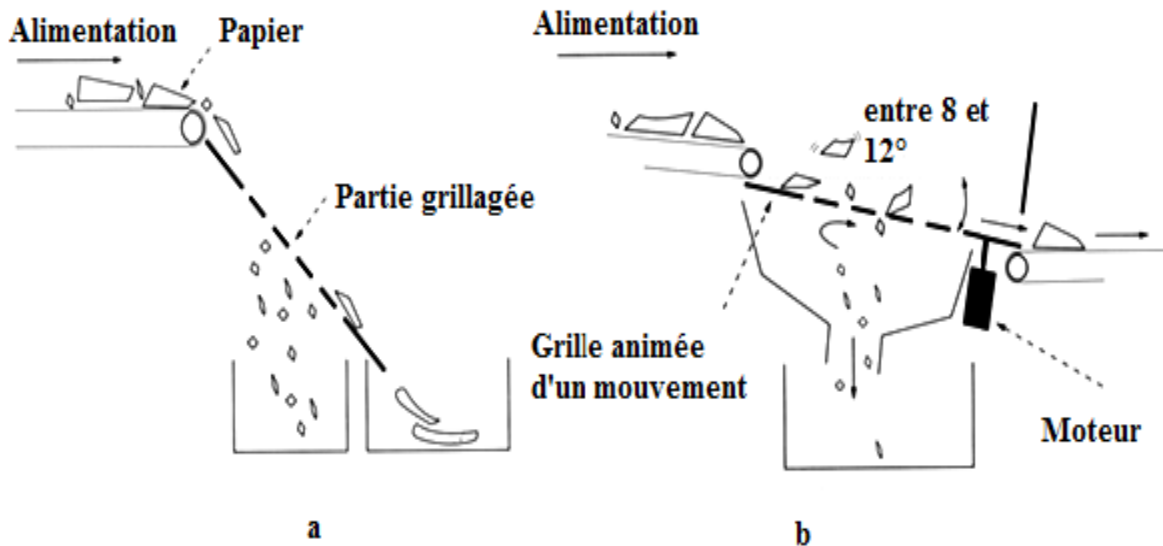 Alimentation
Papier
Partie grillagée
a
Alimentation
entre 8 et
12°
Grille animée
d'un mouvement
Moteur
b